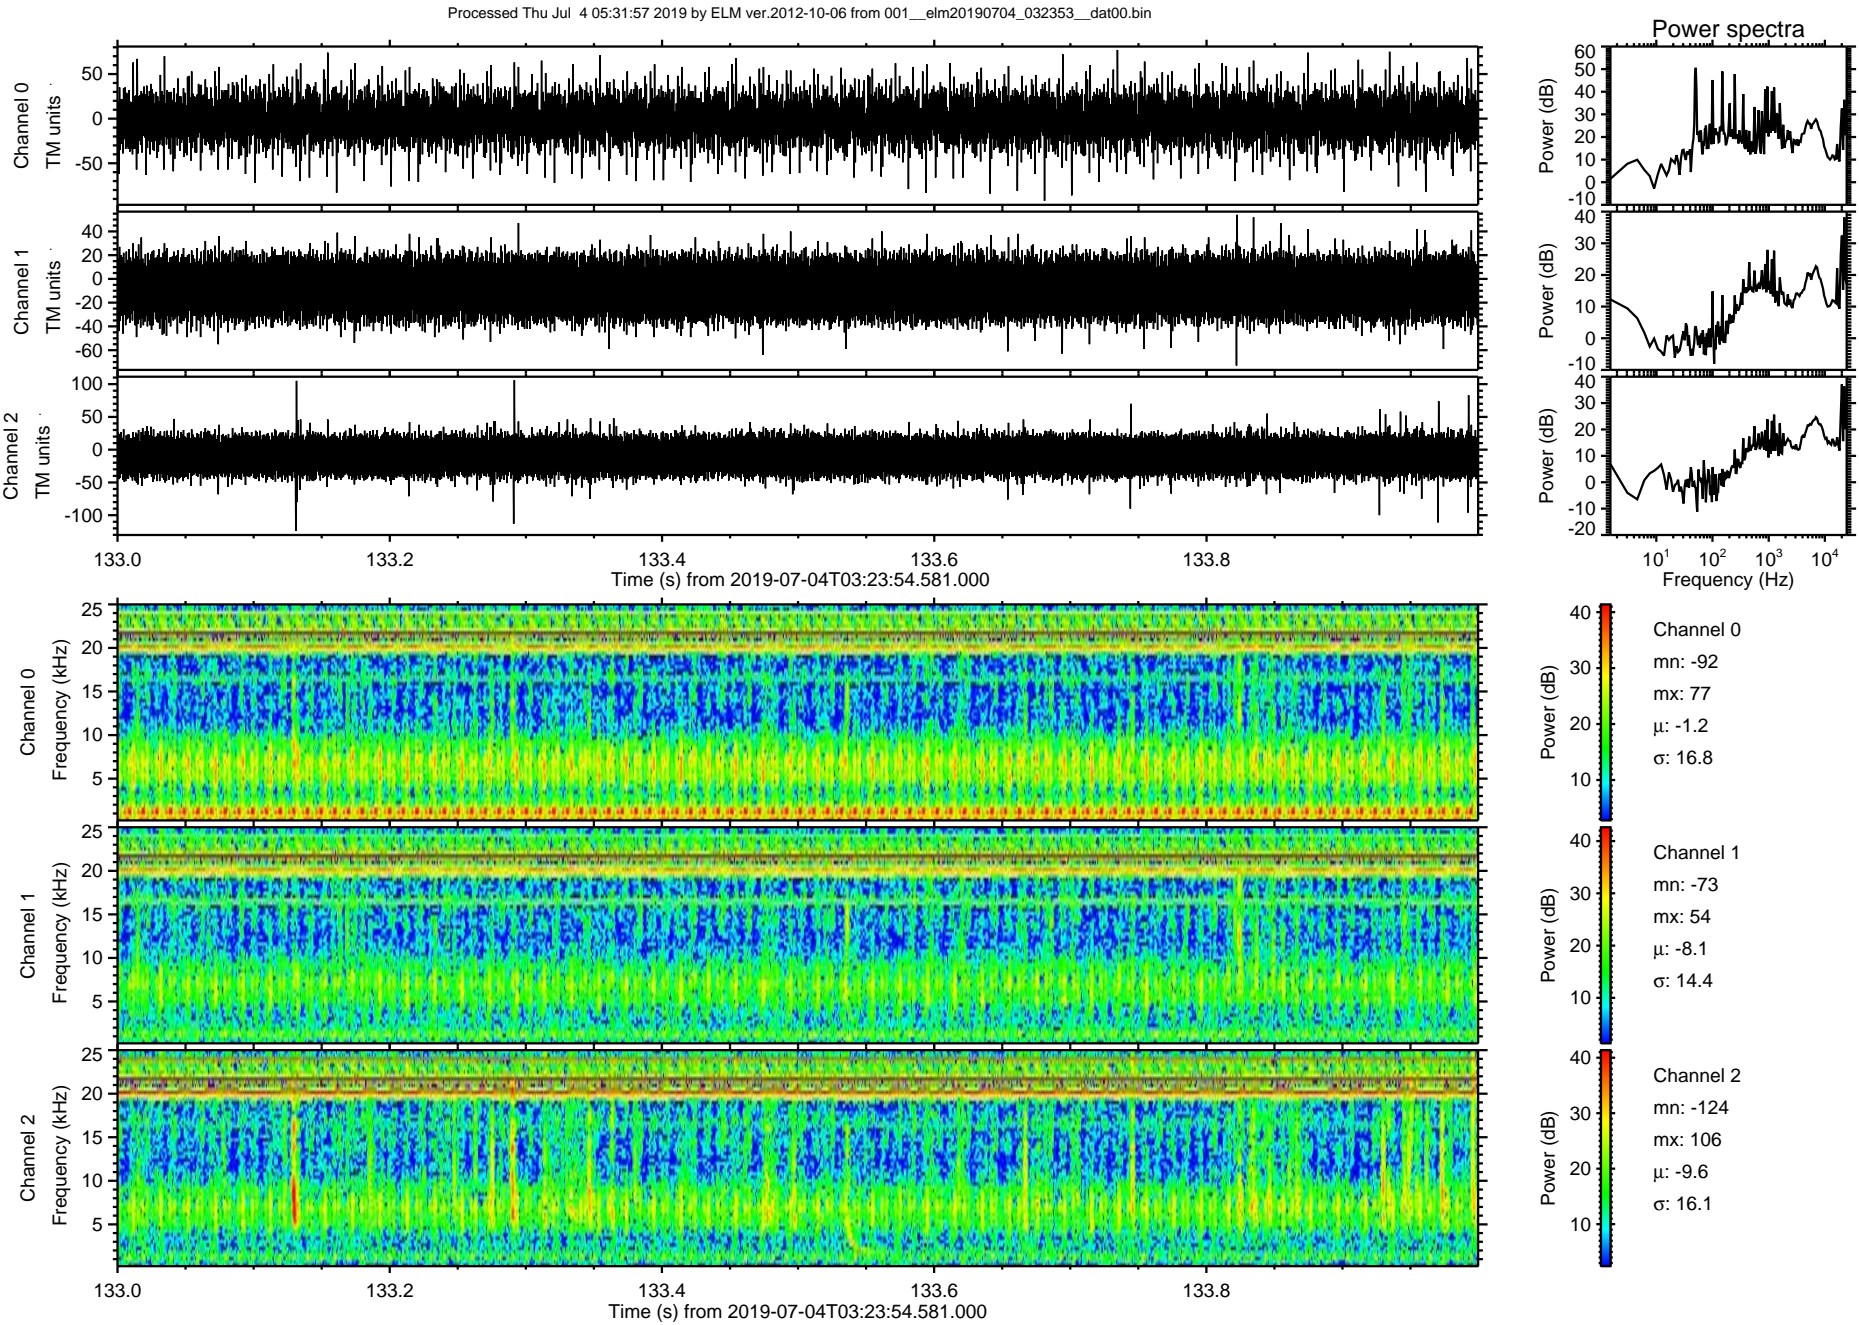 Processed Thu Jul  4 05:31:57 2019 by ELM ver.2012-10-06 from 001__elm20190704_032353__dat00.bin
Power spectra
Channel 0
TM units
50
0
-50
Power (dB)
60
50
40
30
20
10
0
-10
Channel 1
TM units
40
20
0
-20
-40
-60
Power (dB)
40
30
20
10
0
-10
Channel 2
TM units
100
50
0
-50
-100
Power (dB)
40
30
20
10
0
-10
-20
133.0 133.2 133.4 133.6 133.8
Time (s) from 2019-07-04T03:23:54.581.000
10^1 10^2 10^3 10^4
Frequency (Hz)
Channel 0
Frequency (kHz)
25
20
15
10
5
Power (dB)
40
30
20
10
Channel 0
mn: -92
mx: 77
μ: -1.2
σ: 16.8
Channel 1
Frequency (kHz)
25
20
15
10
5
Power (dB)
40
30
20
10
Channel 1
mn: -73
mx: 54
μ: -8.1
σ: 14.4
Channel 2
Frequency (kHz)
25
20
15
10
5
Power (dB)
40
30
20
10
Channel 2
mn: -124
mx: 106
μ: -9.6
σ: 16.1
133.0 133.2 133.4 133.6 133.8
Time (s) from 2019-07-04T03:23:54.581.000